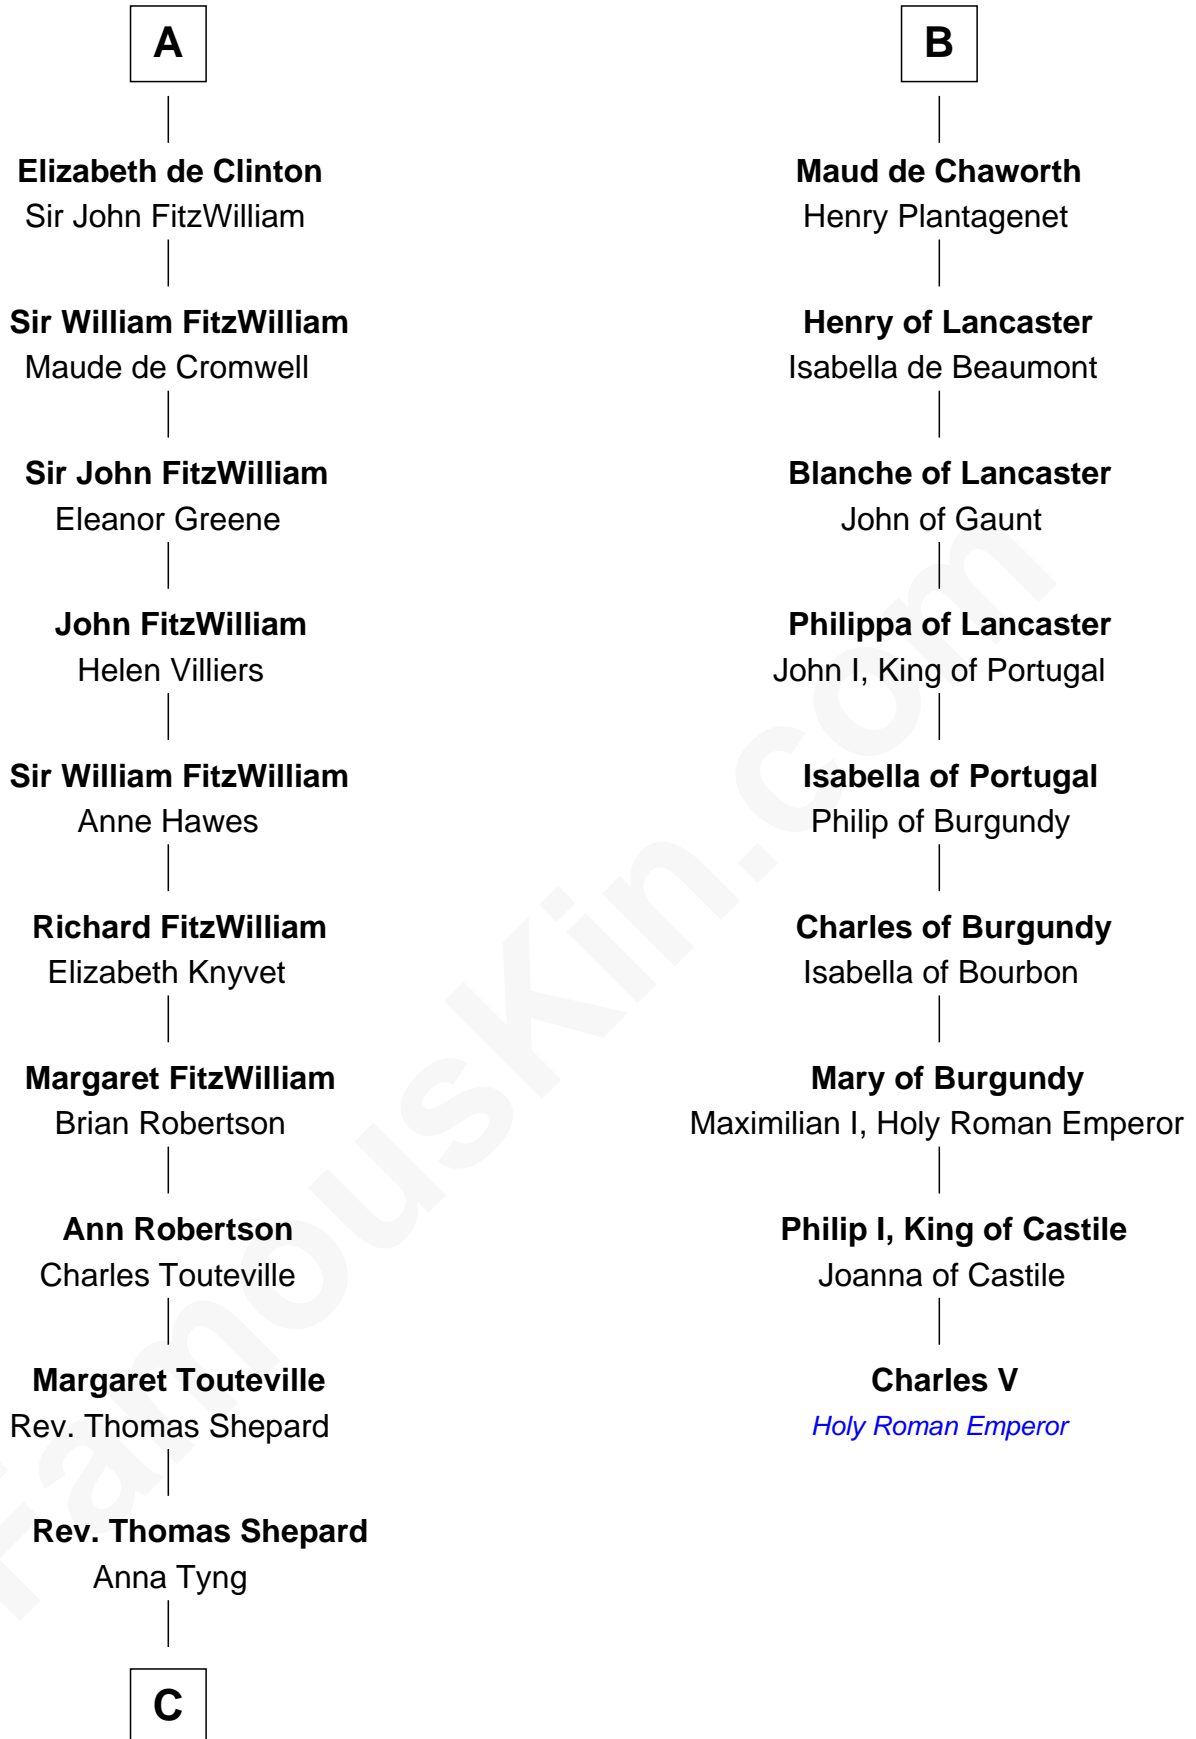 A
Elizabeth de Clinton
Sir John FitzWilliam
Sir William FitzWilliam
Maude de Cromwell
Sir John FitzWilliam
Eleanor Greene
John FitzWilliam
Helen Villiers
Sir William FitzWilliam
Anne Hawes
Richard FitzWilliam
Elizabeth Knyvet
Margaret FitzWilliam
Brian Robertson
Ann Robertson
Charles Touteville
Margaret Touteville
Rev. Thomas Shepard
Rev. Thomas Shepard
Anna Tyng
C
B
Maud de Chaworth
Henry Plantagenet
Henry of Lancaster
Isabella de Beaumont
Blanche of Lancaster
John of Gaunt
Philippa of Lancaster
John I, King of Portugal
Isabella of Portugal
Philip of Burgundy
Charles of Burgundy
Isabella of Bourbon
Mary of Burgundy
Maximilian I, Holy Roman Emperor
Philip I, King of Castile
Joanna of Castile
Charles V
Holy Roman Emperor
FamousKin.com